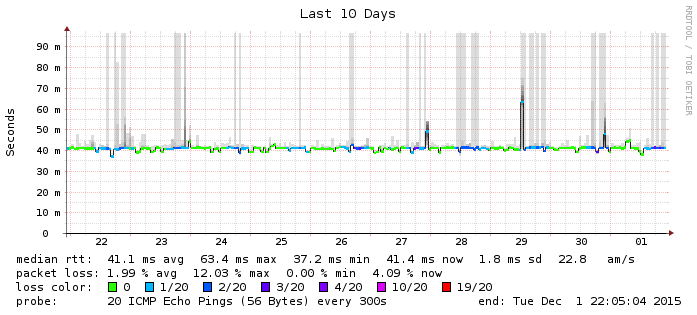 Last 10 Days
RRDTOOL / TOBI OETIKER
Seconds
90 m
80 m
70 m
60 m
50 m
40 m
30 m
20 m
10 m
0
22 23 24 25 26 27 28 29 30 01
median rtt: 41.1 ms avg 63.4 ms max 37.2 ms min 41.4 ms now 1.8 ms sd 22.8 am/s
packet loss: 1.99 % avg 12.03 % max 0.00 % min 4.09 % now
loss color: 0 1/20 2/20 3/20 4/20 10/20 19/20
probe: 20 ICMP Echo Pings (56 Bytes) every 300s end: Tue Dec 1 22:05:04 2015